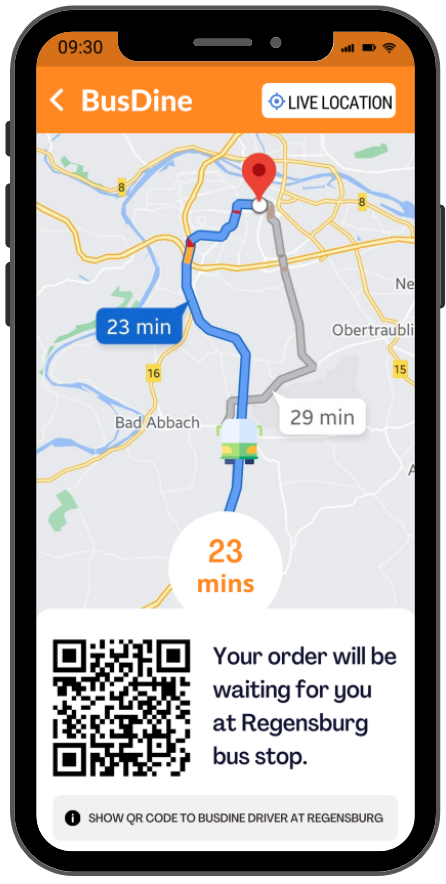 09:30
BusDine
LIVE LOCATION
8
8
Ne
23 min
Obertraubli
16
15
29 min
Bad Abbach
A
23
mins
Your order will be
waiting for you
at Regensburg
bus stop.
SHOW QR CODE TO BUSDINE DRIVER AT REGENSBURG